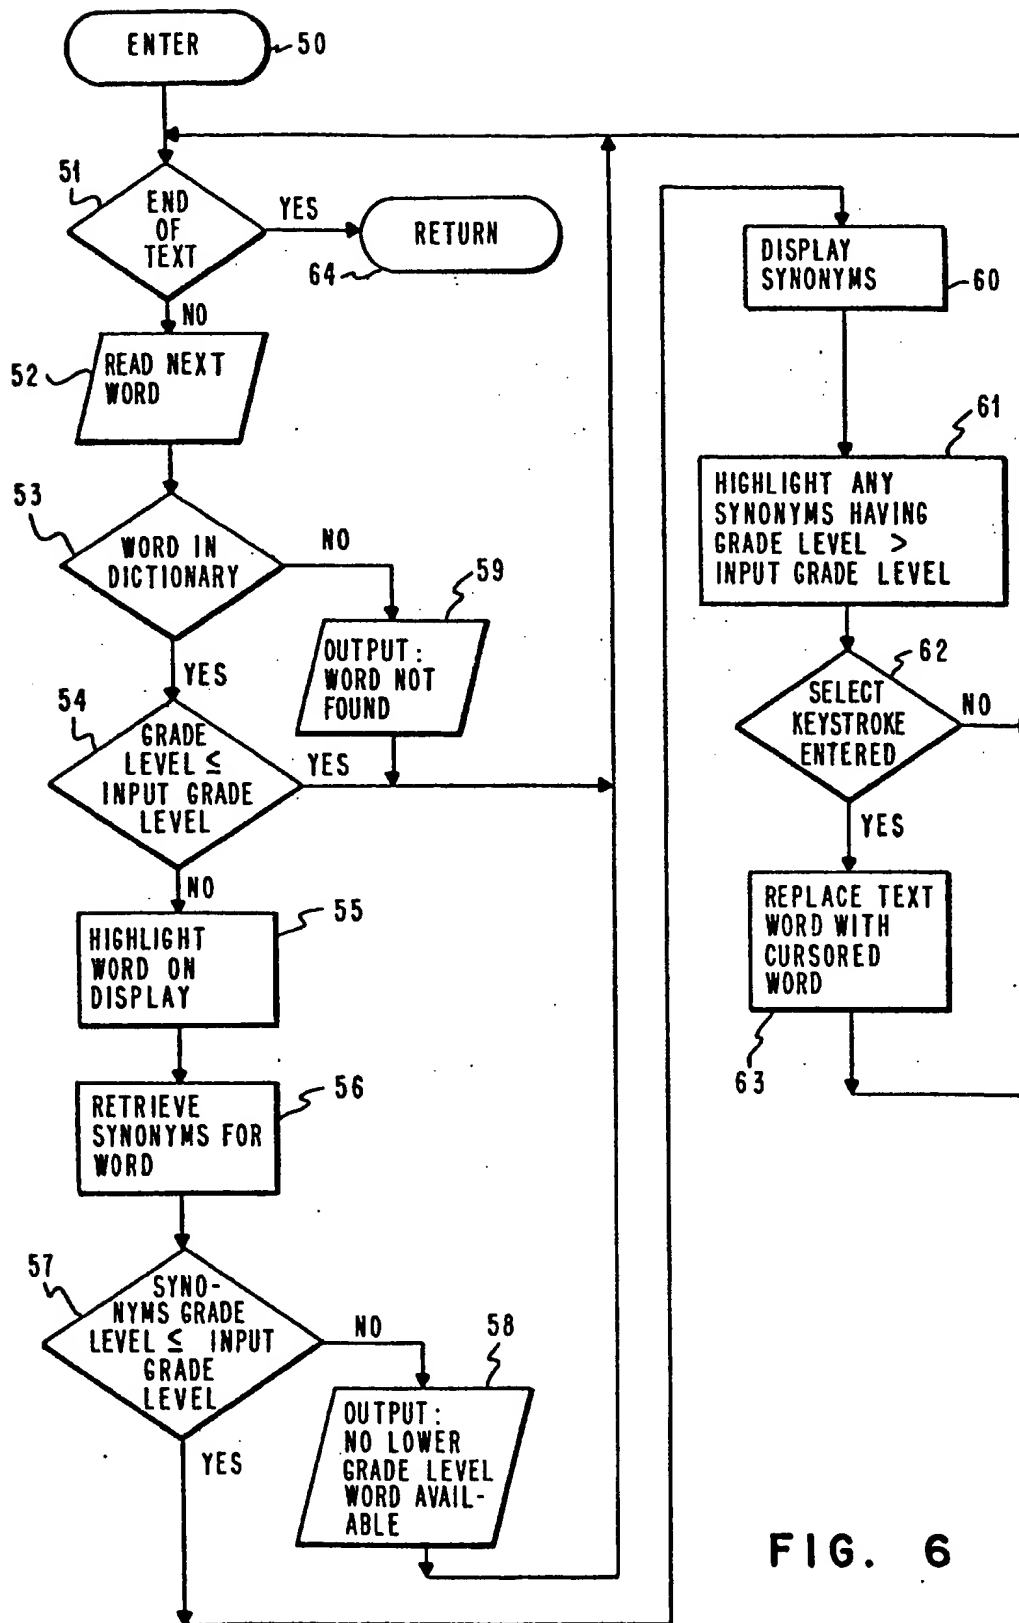 ENTER
50
51
END
OF
TEXT
YES
RETURN
64
NO
52
READ NEXT
WORD
53
WORD IN
DICTIONARY
NO
59
OUTPUT:
WORD NOT
FOUND
YES
54
GRADE
LEVEL ≤
INPUT GRADE
LEVEL
YES
NO
55
HIGHLIGHT
WORD ON
DISPLAY
56
RETRIEVE
SYNONYMS FOR
WORD
57
SYNO-
NYMS GRADE
LEVEL ≤ INPUT
GRADE
LEVEL
NO
58
OUTPUT:
NO LOWER
GRADE LEVEL
WORD AVAIL-
ABLE
YES
DISPLAY
SYNONYMS
60
61
HIGHLIGHT ANY
SYNONYMS HAVING
GRADE LEVEL >
INPUT GRADE LEVEL
62
SELECT
KEYSTROKE
ENTERED
NO
YES
REPLACE TEXT
WORD WITH
CURSORED
WORD
63
FIG. 6